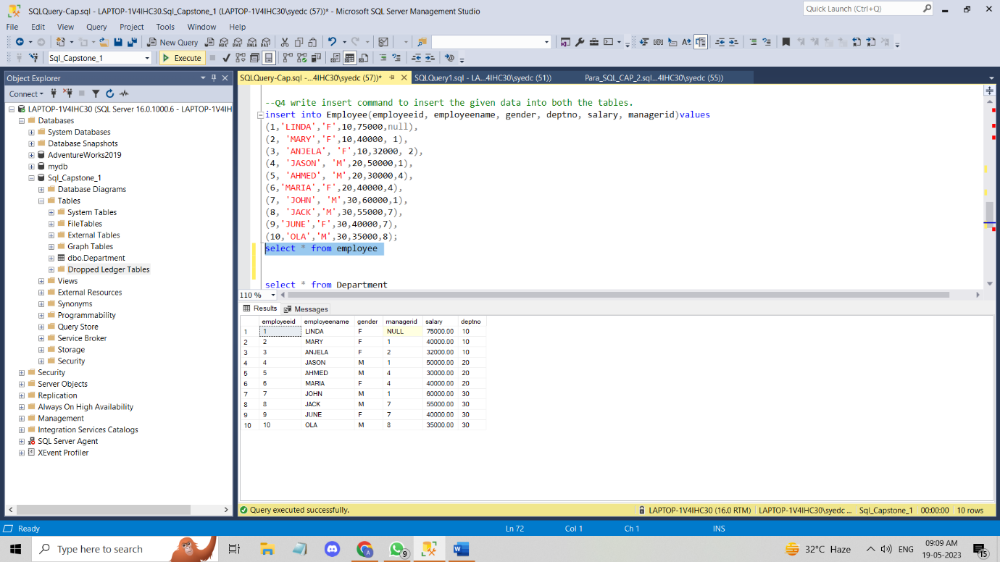 SQLQuery-Cap.sql - LAPTOP-1V4IHC30.Sql_Capstone_1 (LAPTOP-1V4IHC30\syedc (57))* - Microsoft SQL Server Management Studio
Quick Launch (Ctrl+Q)
File Edit View Query Project Tools Window Help
New Query
Sql_Capstone_1 Execute
Object Explorer
Connect
LAPTOP-1V4IHC30 (SQL Server 16.0.1000.6 - LAPTOP-1V4IH
Databases
System Databases
Database Snapshots
AdventureWorks2019
mydb
Sql_Capstone_1
Database Diagrams
Tables
System Tables
FileTables
External Tables
Graph Tables
dbo.Department
Dropped Ledger Tables
Views
External Resources
Synonyms
Programmability
Query Store
Service Broker
Storage
Security
Security
Server Objects
Replication
Always On High Availability
Management
Integration Services Catalogs
SQL Server Agent
XEvent Profiler
SQLQuery-Cap.sql -...4IHC30\syedc (57))* SQLQuery1.sql - LA...4IHC30\syedc (51)) Para_SQL_CAP_2.sql...4IHC30\syedc (55))
--Q4 write insert command to insert the given data into both the tables.
insert into Employee(employeeid, employeename, gender, deptno, salary, managerid)values
(1,'LINDA','F',10,75000,null),
(2, 'MARY','F',10,40000, 1),
(3, 'ANJELA', 'F',10,32000, 2),
(4, 'JASON', 'M',20,50000,1),
(5, 'AHMED', 'M',20,30000,4),
(6,'MARIA','F',20,40000,4),
(7, 'JOHN', 'M',30,60000,1),
(8, 'JACK','M',30,55000,7),
(9,'JUNE','F',30,40000,7),
(10,'OLA','M',30,35000,8);
select * from employee
select * from Department
110 %
Results Messages
employeeid employeename gender managerid salary deptno
1 1 LINDA F NULL 75000.00 10
2 2 MARY F 1 40000.00 10
3 3 ANJELA F 2 32000.00 10
4 4 JASON M 1 50000.00 20
5 5 AHMED M 4 30000.00 20
6 6 MARIA F 4 40000.00 20
7 7 JOHN M 1 60000.00 30
8 8 JACK M 7 55000.00 30
9 9 JUNE F 7 40000.00 30
10 10 OLA M 8 35000.00 30
Query executed successfully. LAPTOP-1V4IHC30 (16.0 RTM) LAPTOP-1V4IHC30\syedc ... Sql_Capstone_1 00:00:00 10 rows
Ready Ln 72 Col 1 Ch 1 INS
Type here to search 9 32°C Haze ENG 09:09 AM
19-05-2023 15